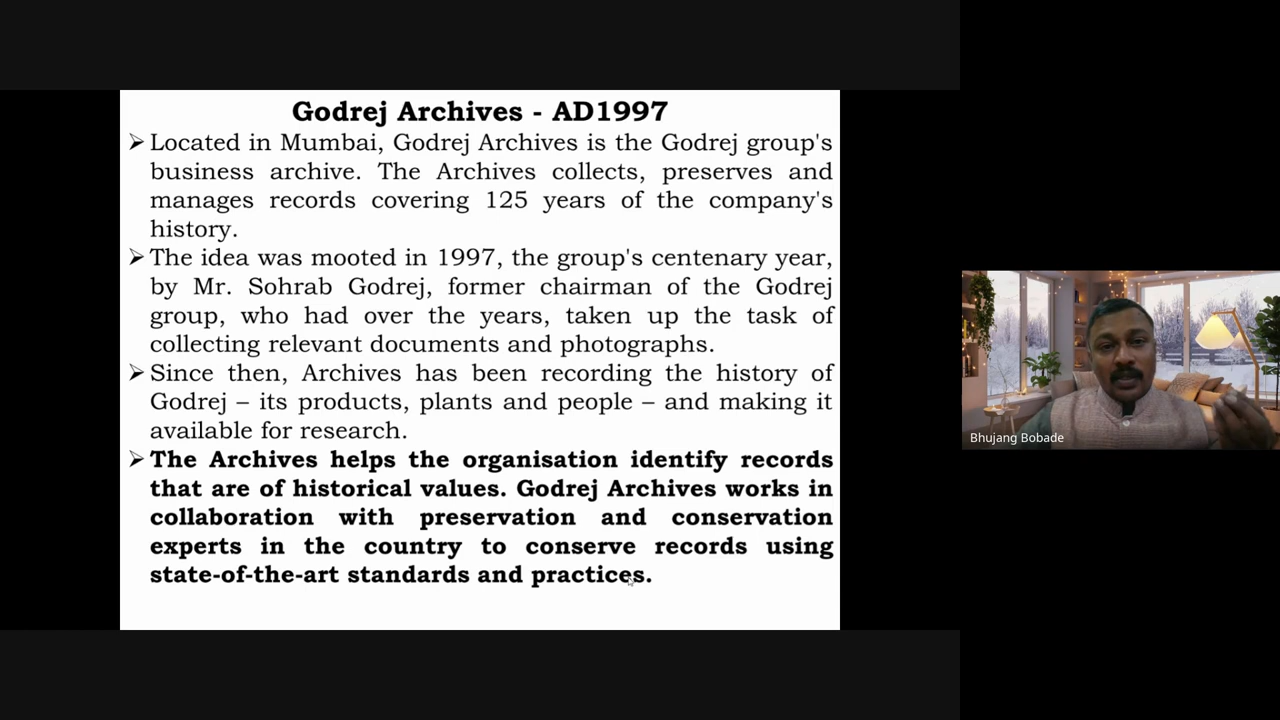 Godrej Archives - AD1997
➢ Located in Mumbai, Godrej Archives is the Godrej group's
business archive. The Archives collects, preserves and
manages records covering 125 years of the company's
history.
➢ The idea was mooted in 1997, the group's centenary year,
by Mr. Sohrab Godrej, former chairman of the Godrej
group, who had over the years, taken up the task of
collecting relevant documents and photographs.
➢ Since then, Archives has been recording the history of
Godrej – its products, plants and people – and making it
available for research.
➢ The Archives helps the organisation identify records
that are of historical values. Godrej Archives works in
collaboration with preservation and conservation
experts in the country to conserve records using
state-of-the-art standards and practices.
Bhujang Bobade